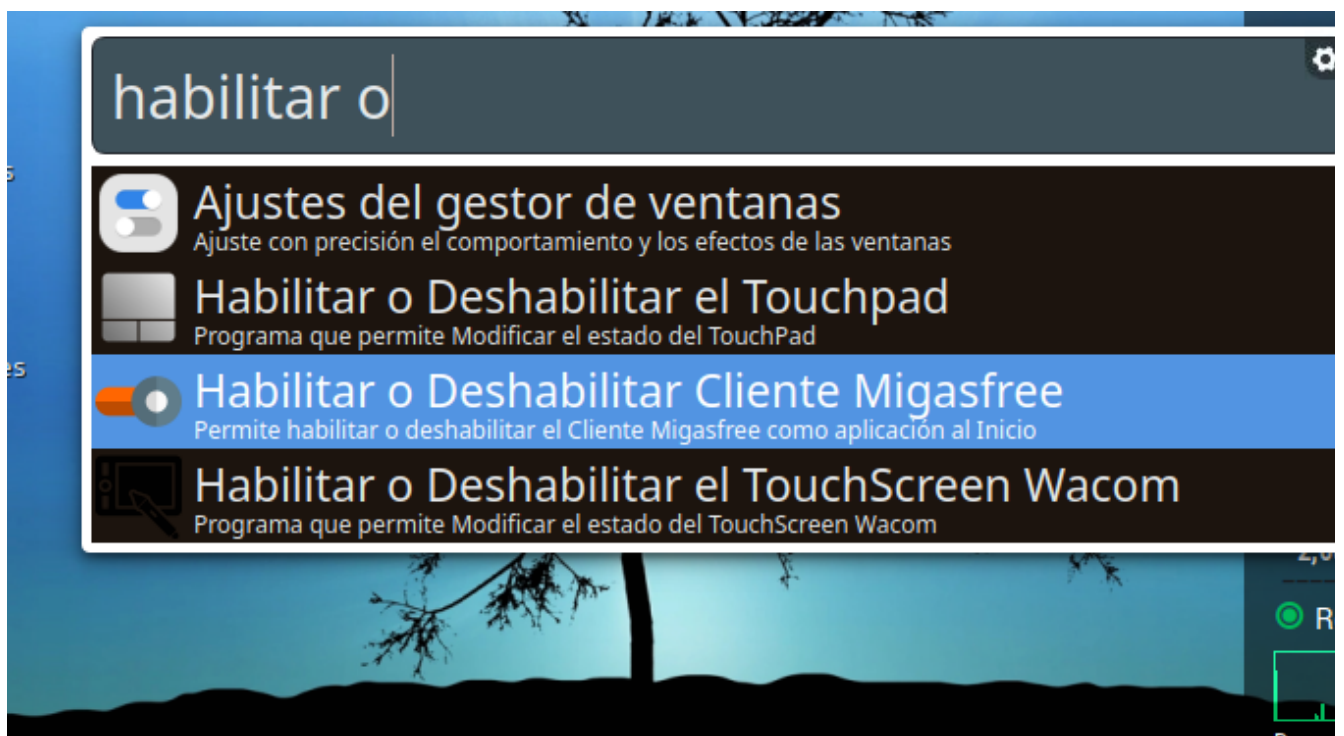 habilitar o
Ajustes del gestor de ventanas
Ajuste con precisión el comportamiento y los efectos de las ventanas
Habilitar o Deshabilitar el Touchpad
Programa que permite Modificar el estado del TouchPad
Habilitar o Deshabilitar Cliente Migasfree
Permite habilitar o deshabilitar el Cliente Migasfree como aplicación al Inicio
Habilitar o Deshabilitar el TouchScreen Wacom
Programa que permite Modificar el estado del TouchScreen Wacom